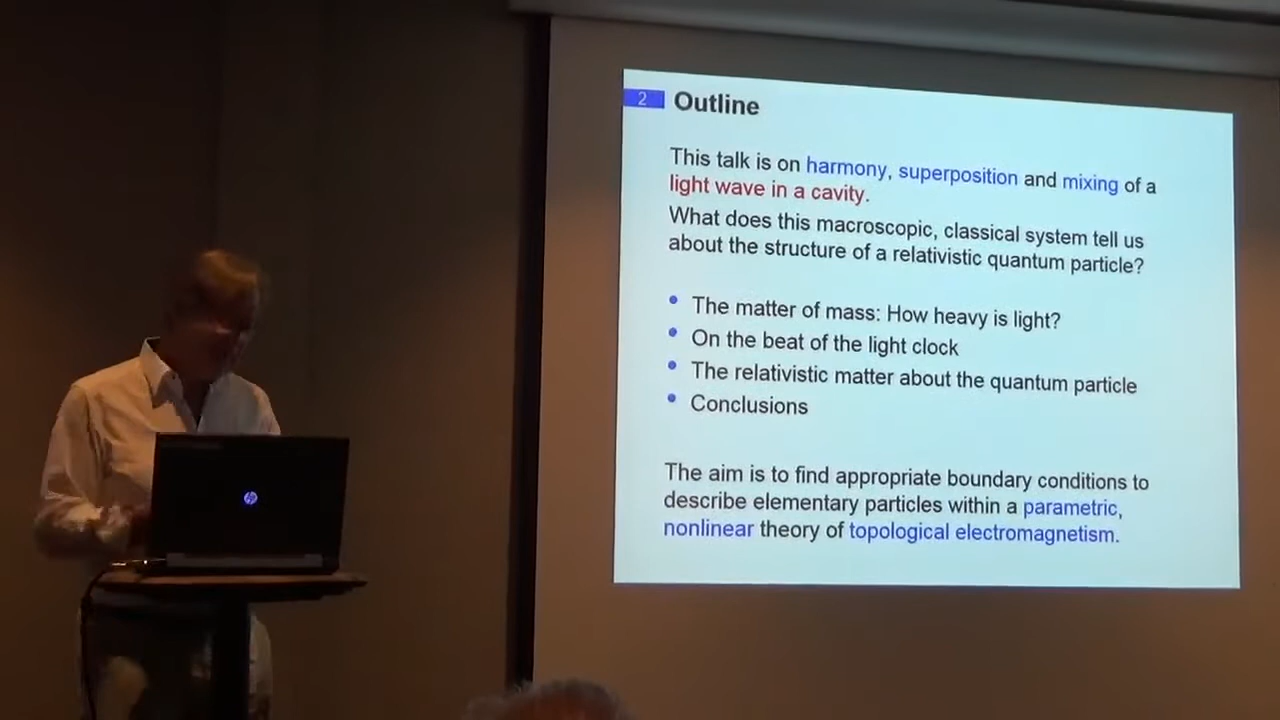 2 Outline
This talk is on harmony, superposition and mixing of a
light wave in a cavity.
What does this macroscopic, classical system tell us
about the structure of a relativistic quantum particle?
• The matter of mass: How heavy is light?
• On the beat of the light clock
• The relativistic matter about the quantum particle
• Conclusions
The aim is to find appropriate boundary conditions to
describe elementary particles within a parametric,
nonlinear theory of topological electromagnetism.
hp